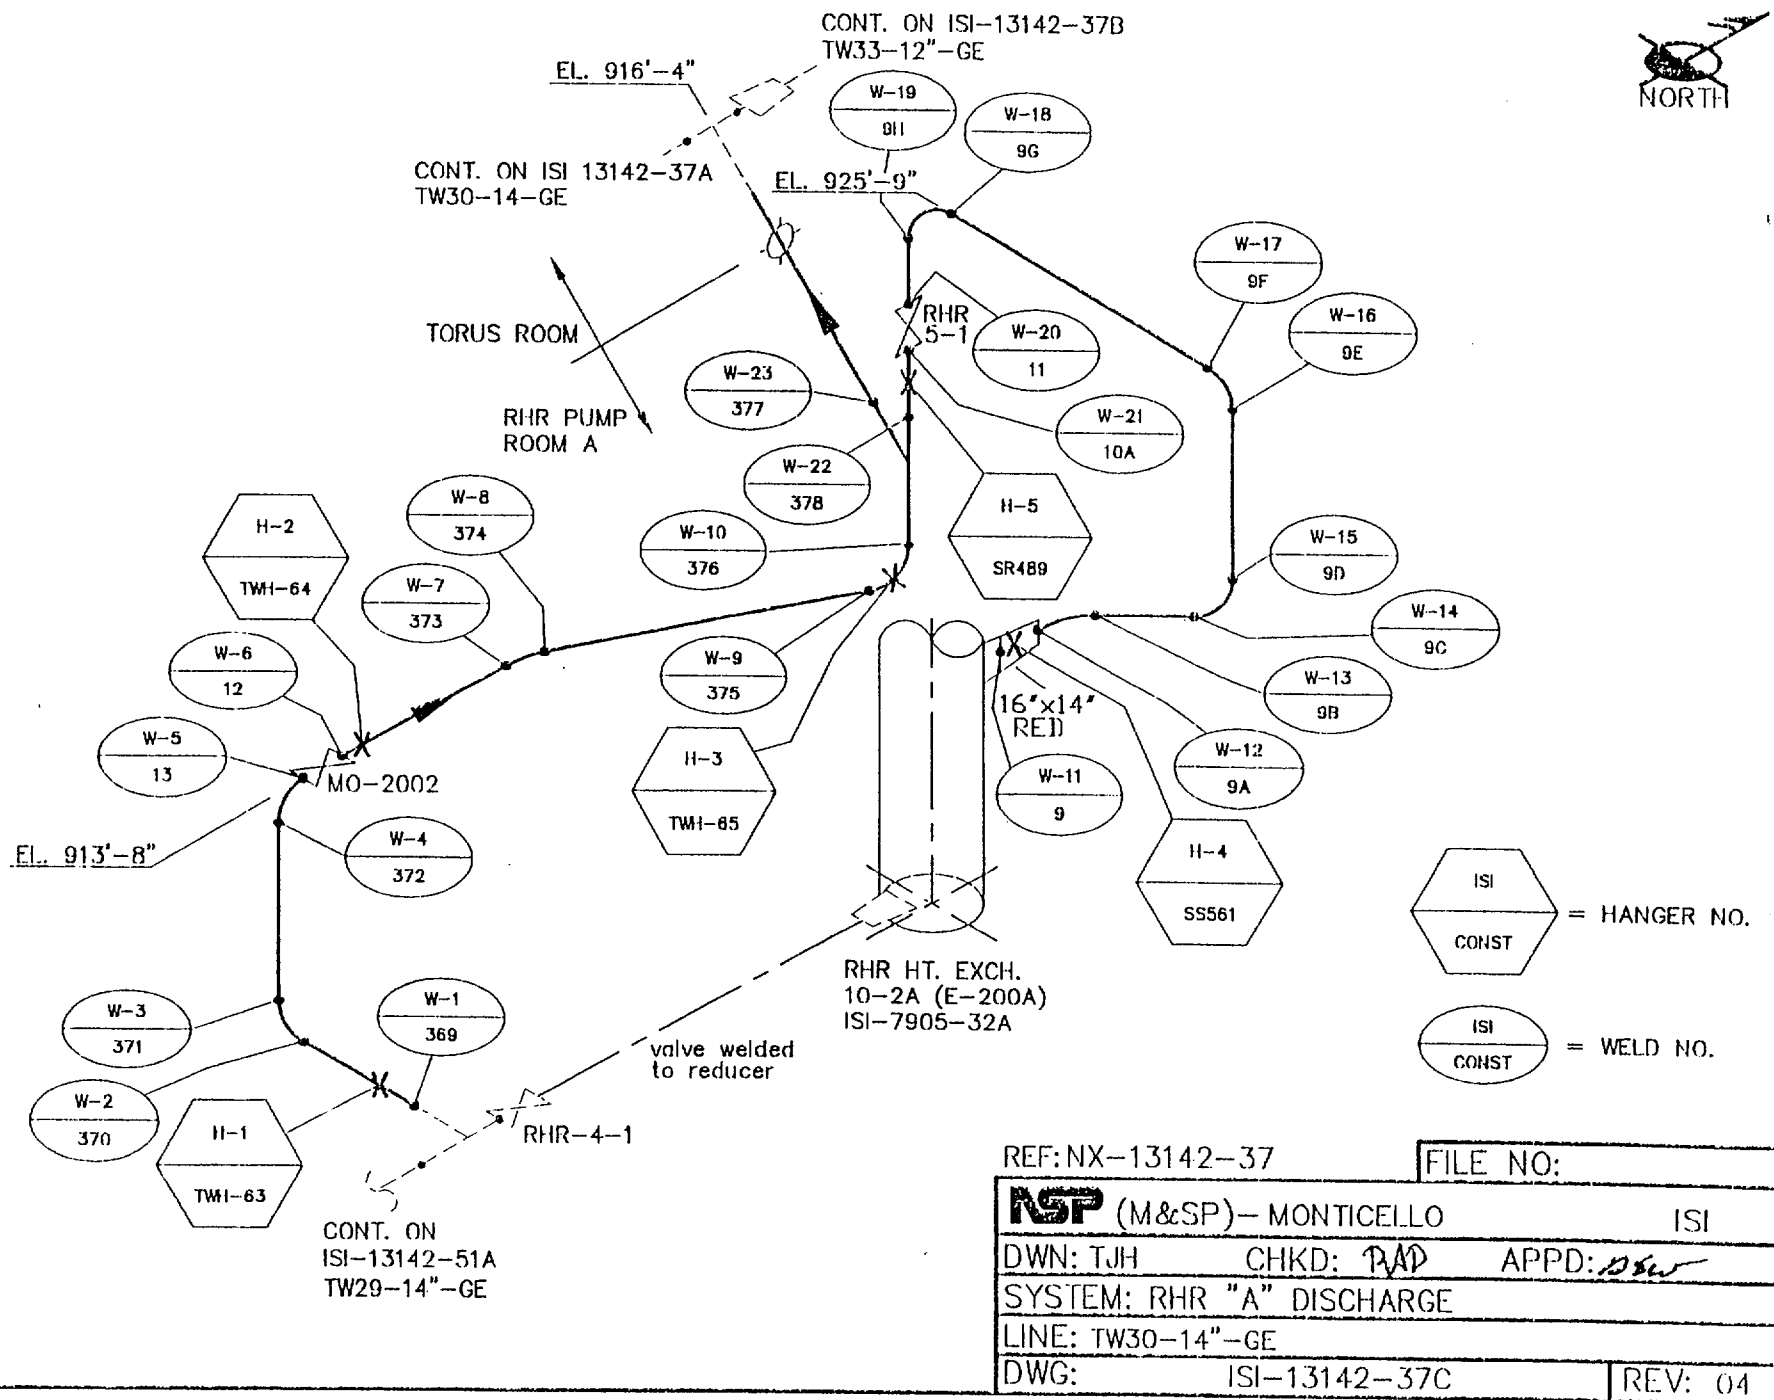 CONT. ON ISI-13142-37B
TW33-12"-GE
EL. 916'-4"
NORTH
W-19
9H
W-18
9G
CONT. ON ISI 13142-37A
TW30-14-GE
EL. 925'-9"
W-17
9F
TORUS ROOM
RHR
5-1
W-20
11
W-16
9E
W-23
377
RHR PUMP
ROOM A
W-21
10A
W-22
378
W-8
374
H-2
TWH-64
W-10
376
H-5
SR489
W-15
9D
W-7
373
W-14
9C
W-6
12
W-9
375
W-13
9B
16"x14"
RED
W-5
13
MO-2002
H-3
TWH-65
W-12
9A
W-11
9
EL. 913'-8"
W-4
372
H-4
SS561
ISI
CONST
= HANGER NO.
RHR HT. EXCH.
10-2A (E-200A)
ISI-7905-32A
W-3
371
W-1
369
valve welded
to reducer
ISI
CONST
= WELD NO.
W-2
370
H-1
TWH-63
RHR-4-1
CONT. ON
ISI-13142-51A
TW29-14"-GE
REF: NX-13142-37
FILE NO:
NSP (M&SP)- MONTICELLO ISI
DWN: TJH CHKD: RAD APPD:
SYSTEM: RHR "A" DISCHARGE
LINE: TW30-14"-GE
DWG: ISI-13142-37C REV: 04